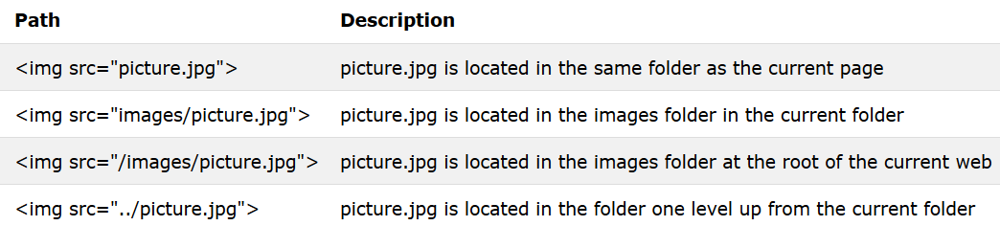 Path Description
<img src="picture.jpg"> picture.jpg is located in the same folder as the current page
<img src="images/picture.jpg"> picture.jpg is located in the images folder in the current folder
<img src="/images/picture.jpg"> picture.jpg is located in the images folder at the root of the current web
<img src="../picture.jpg"> picture.jpg is located in the folder one level up from the current folder